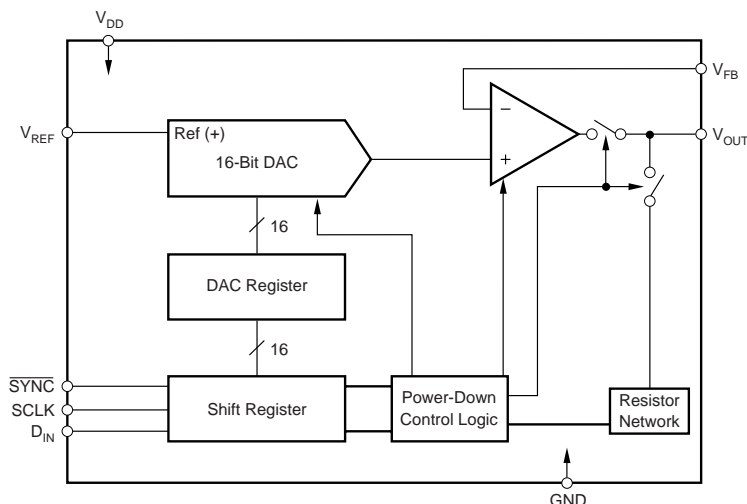 V_DD
V_FB
V_REF
Ref (+)
16-Bit DAC
−
+
V_OUT
16
DAC Register
16
SYNC
SCLK
D_IN
Shift Register
Power-Down
Control Logic
Resistor
Network
GND